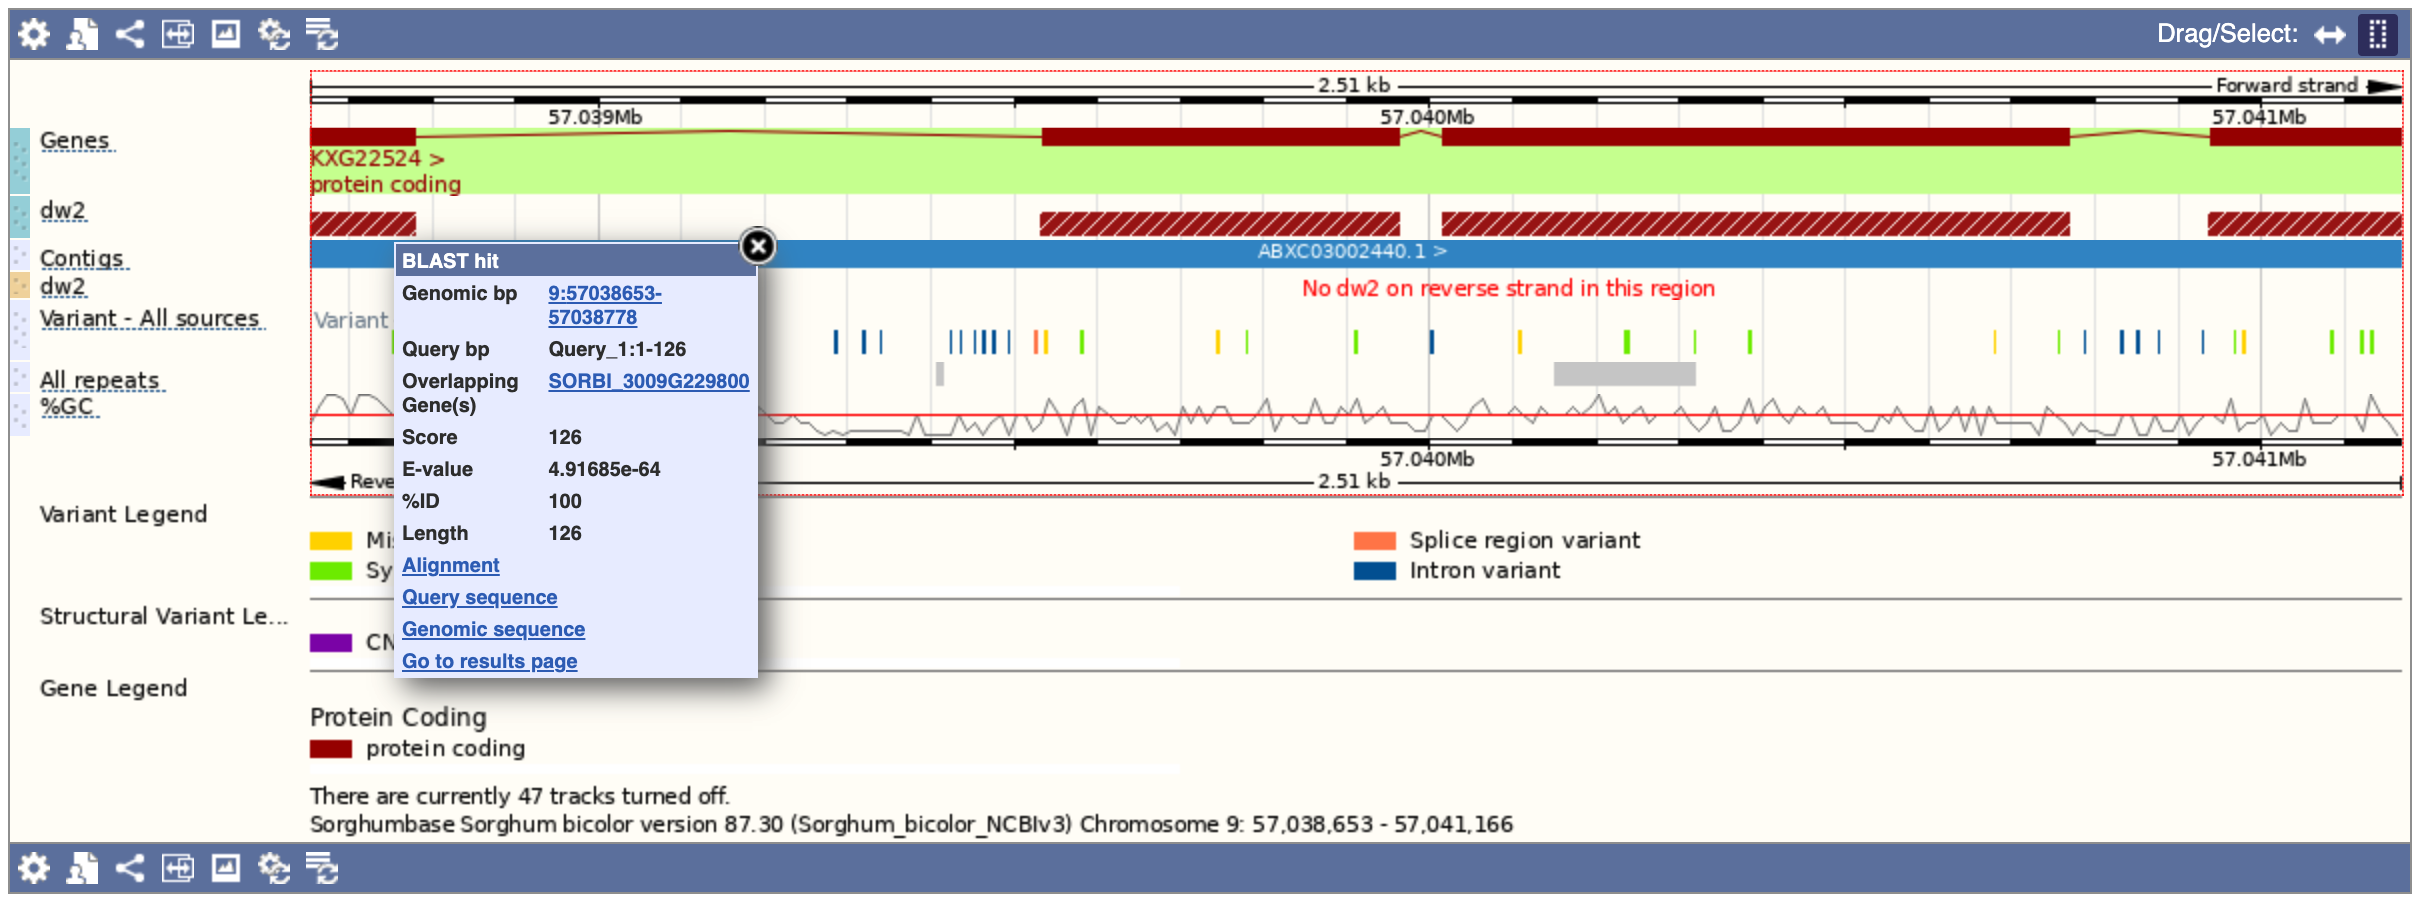 Drag/Select:
2.51 kb
Forward strand
57.039Mb
57.040Mb
57.041Mb
Genes
KXG22524 >
protein coding
dw2
ABXC03002440.1 >
Contigs
dw2
No dw2 on reverse strand in this region
Variant - All sources
Variant
All repeats
%GC
BLAST hit
Genomic bp
9:57038653-
57038778
Query bp
Query_1:1-126
Overlapping
Gene(s)
SORBI_3009G229800
Score
126
E-value
4.91685e-64
%ID
100
Length
126
Alignment
Query sequence
Genomic sequence
Go to results page
57.040Mb
57.041Mb
Reve
2.51 kb
Variant Legend
Splice region variant
Sy
Intron variant
Structural Variant Le...
CN
Gene Legend
Protein Coding
protein coding
There are currently 47 tracks turned off.
Sorghumbase Sorghum bicolor version 87.30 (Sorghum_bicolor_NCBIv3) Chromosome 9: 57,038,653 - 57,041,166